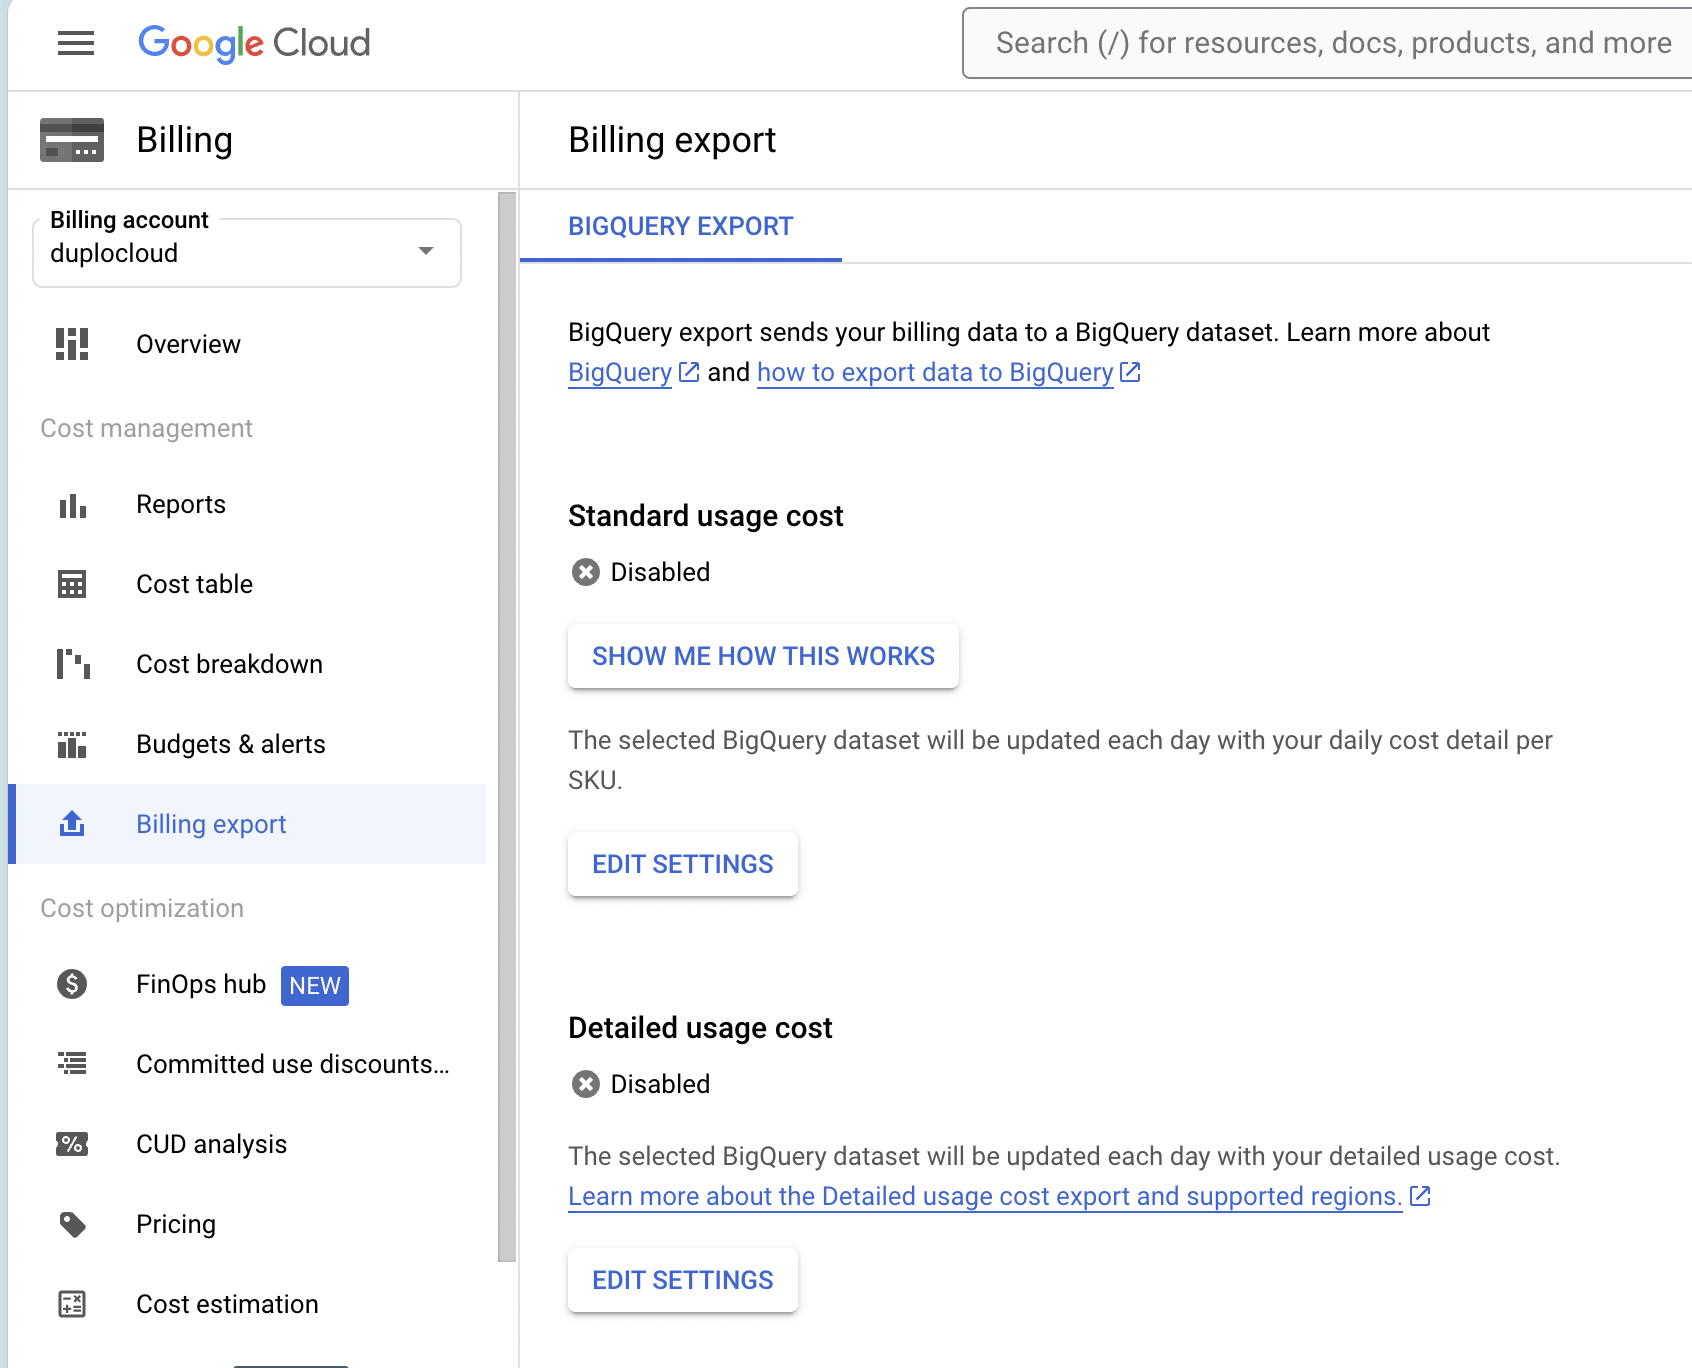 Google Cloud
Search (/) for resources, docs, products, and more
Billing
Billing account
duplocloud
Overview
Cost management
Reports
Cost table
Cost breakdown
Budgets & alerts
Billing export
Cost optimization
FinOps hub NEW
Committed use discounts...
CUD analysis
Pricing
Cost estimation
Billing export
BIGQUERY EXPORT
BigQuery export sends your billing data to a BigQuery dataset. Learn more about
BigQuery and how to export data to BigQuery
Standard usage cost
Disabled
SHOW ME HOW THIS WORKS
The selected BigQuery dataset will be updated each day with your daily cost detail per
SKU.
EDIT SETTINGS
Detailed usage cost
Disabled
The selected BigQuery dataset will be updated each day with your detailed usage cost.
Learn more about the Detailed usage cost export and supported regions.
EDIT SETTINGS